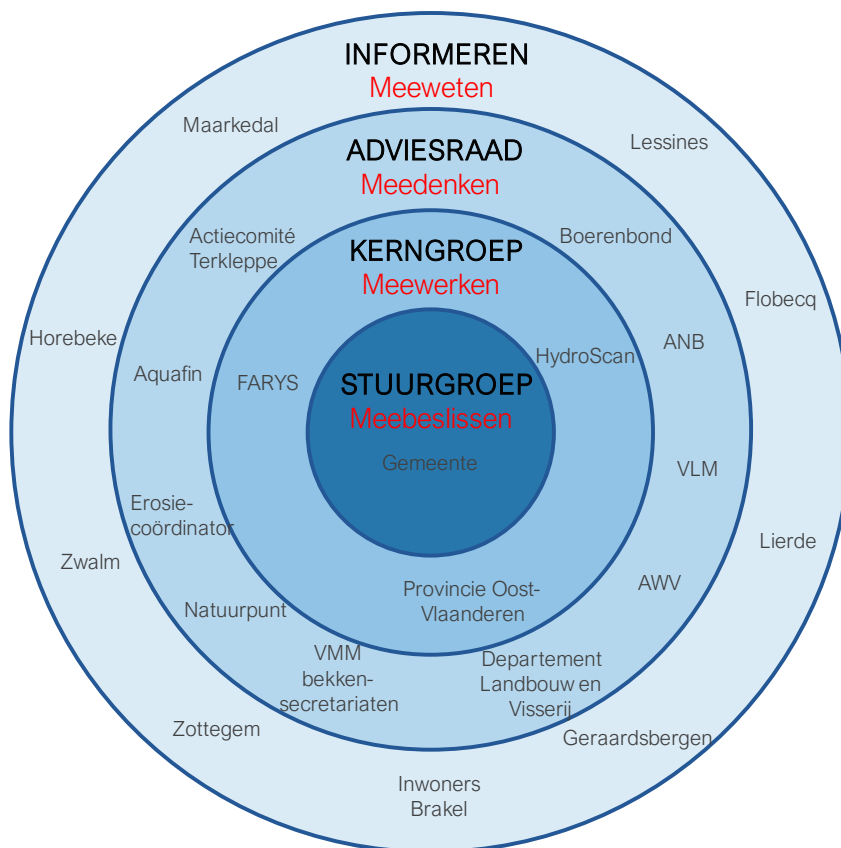 INFORMEREN
Meeweten
Maarkedal
Lessines
ADVIESRAAD
Meedenken
Actiecomité
Terkleppe
Boerenbond
KERNGROEP
Meewerken
Flobecq
Horebeke
ANB
HydroScan
Aquafin
FARYS
STUURGROEP
Meebeslissen
Gemeente
VLM
Erosie-
coördinator
Lierde
Zwalm
AWV
Provincie Oost-
Vlaanderen
Natuurpunt
VMM
bekken-
secretariaten
Departement
Landbouw en
Visserij
Zottegem
Geraardsbergen
Inwoners
Brakel